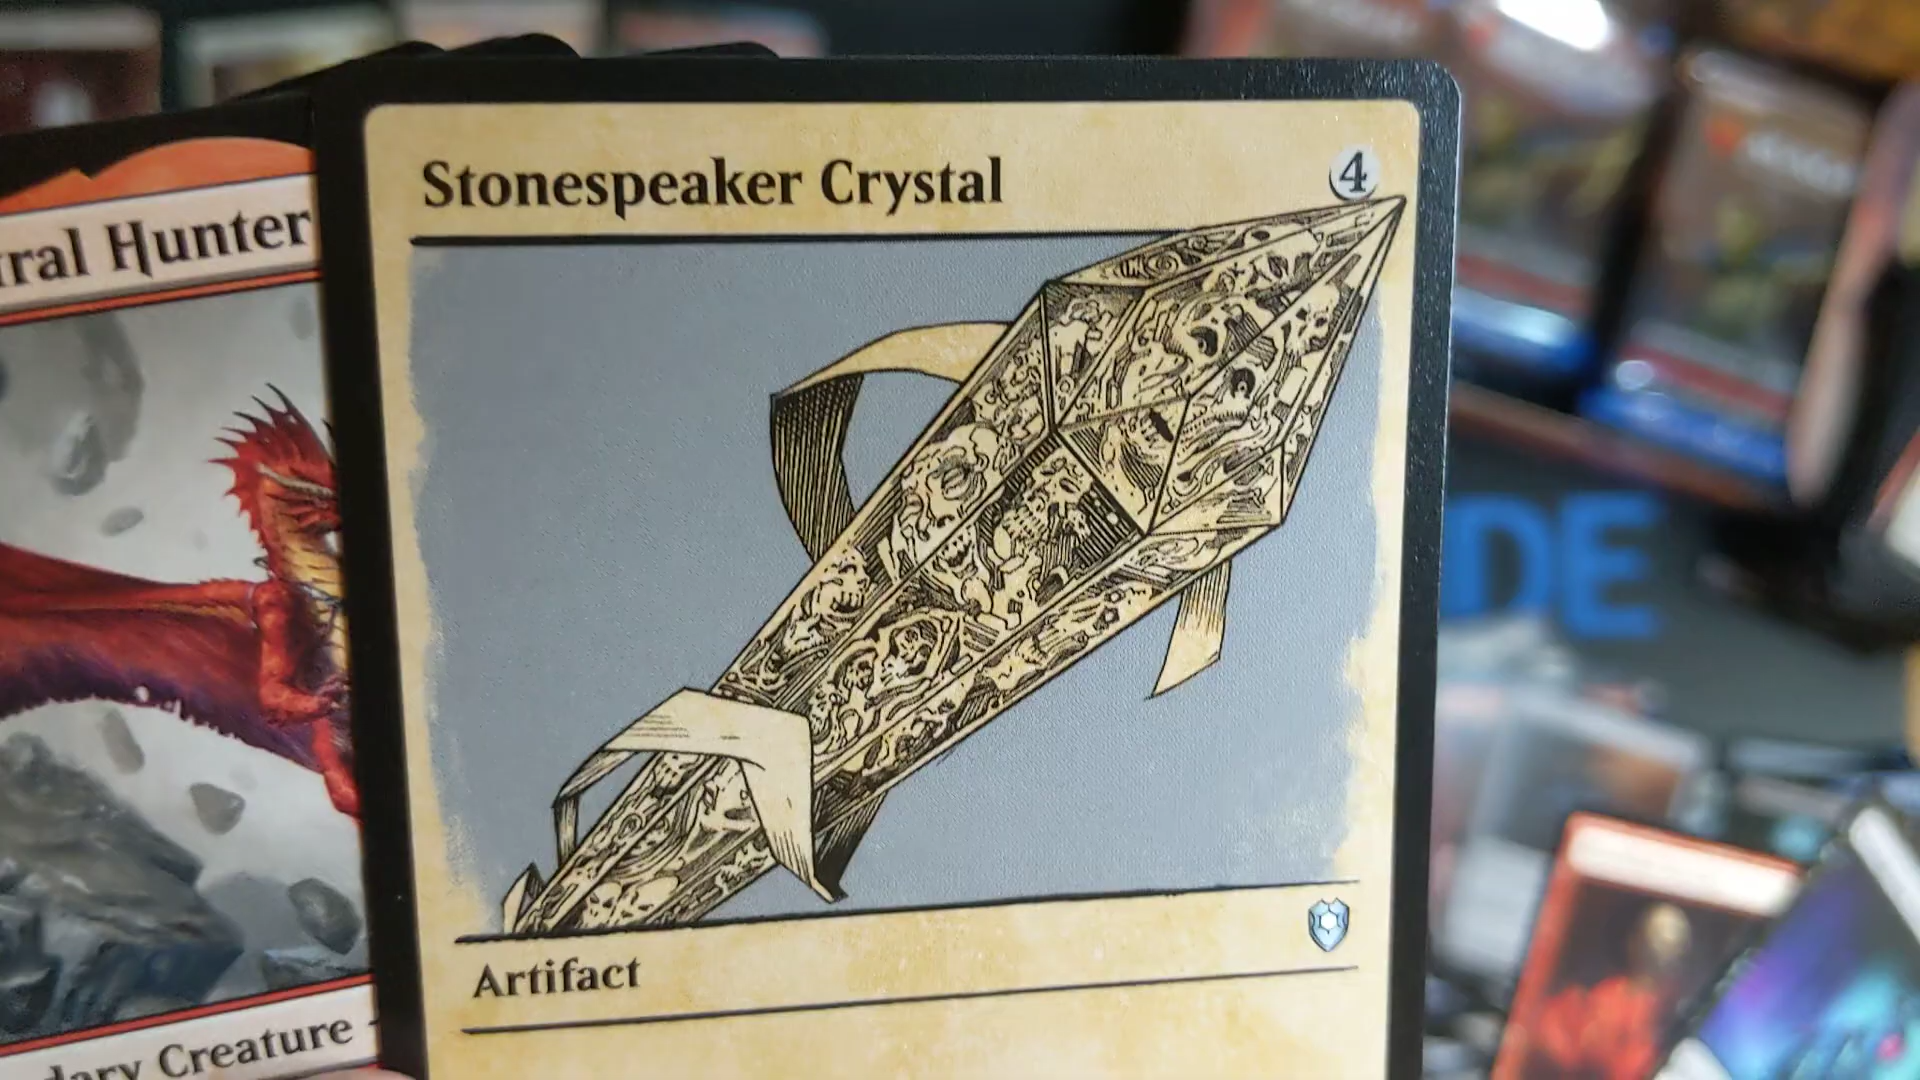 Stonespeaker Crystal
4
ral Hunter
Artifact
dary Creature
DE